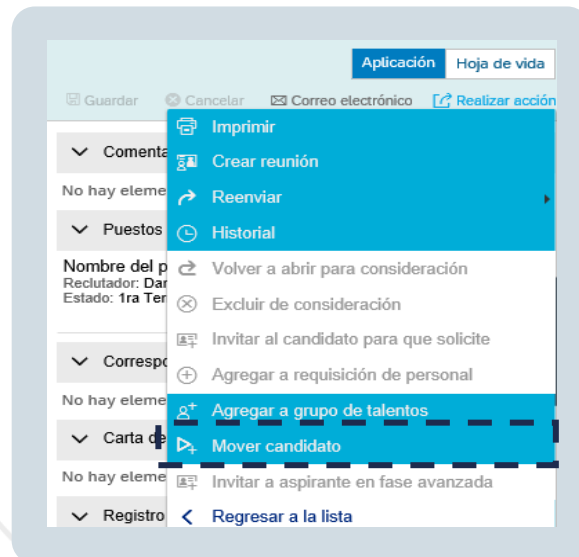 Aplicación Hoja de vida
Guardar Cancelar Correo electrónico Realizar acción
Imprimir
Comenta
Crear reunión
No hay eleme
Reenviar
Puestos
Historial
Nombre del p
Reclutador: Dar
Volver a abrir para consideración
Estado: 1ra Ter
Excluir de consideración
Invitar al candidato para que solicite
Correspo
Agregar a requisición de personal
No hay eleme
Agregar a grupo de talentos
Carta de
Mover candidato
No hay eleme
Invitar a aspirante en fase avanzada
Registro
Regresar a la lista